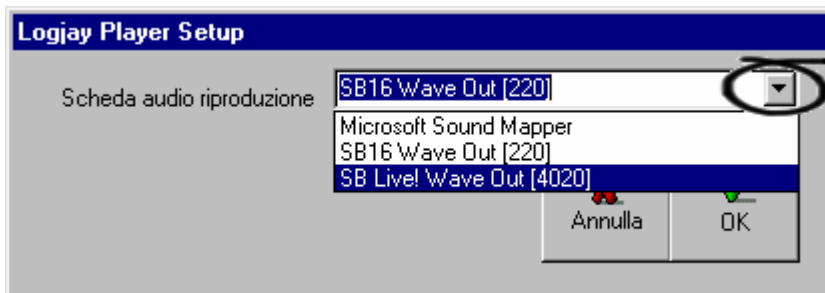 Logjay Player Setup
Scheda audio riproduzione
SB16 Wave Out [220]
Microsoft Sound Mapper
SB16 Wave Out [220]
SB Live! Wave Out [4020]
Annulla
OK